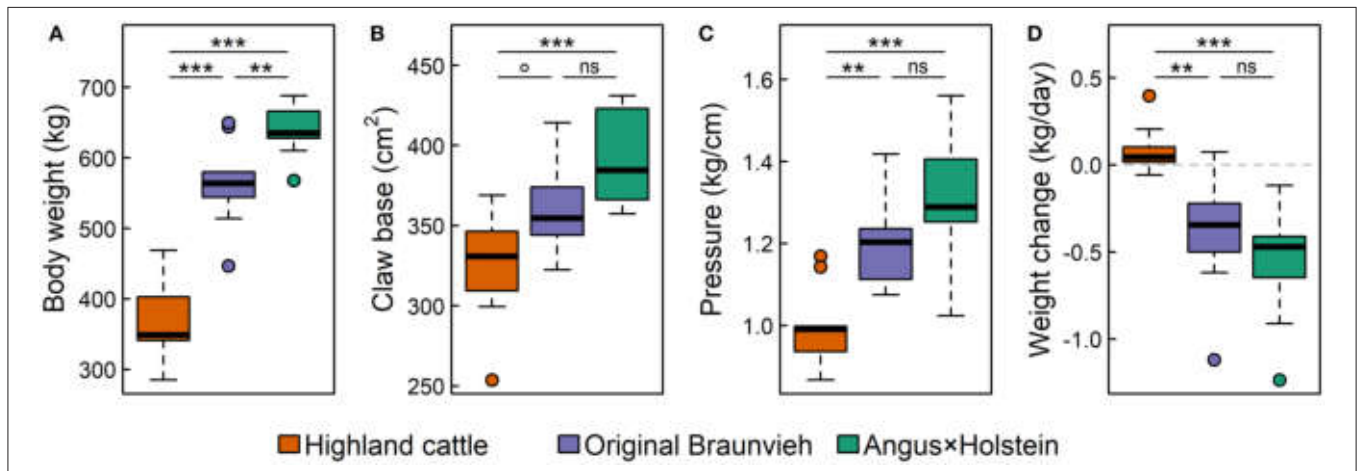 A
Body weight (kg)
700
600
500
400
300
***
*** **
B
Claw base (cm²)
450
400
350
300
250
***
° ns
C
Pressure (kg/cm)
1.6
1.4
1.2
1.0
***
** ns
D
Weight change (kg/day)
0.5
0.0
-0.5
-1.0
***
** ns
Highland cattle Original Braunvieh Angus×Holstein